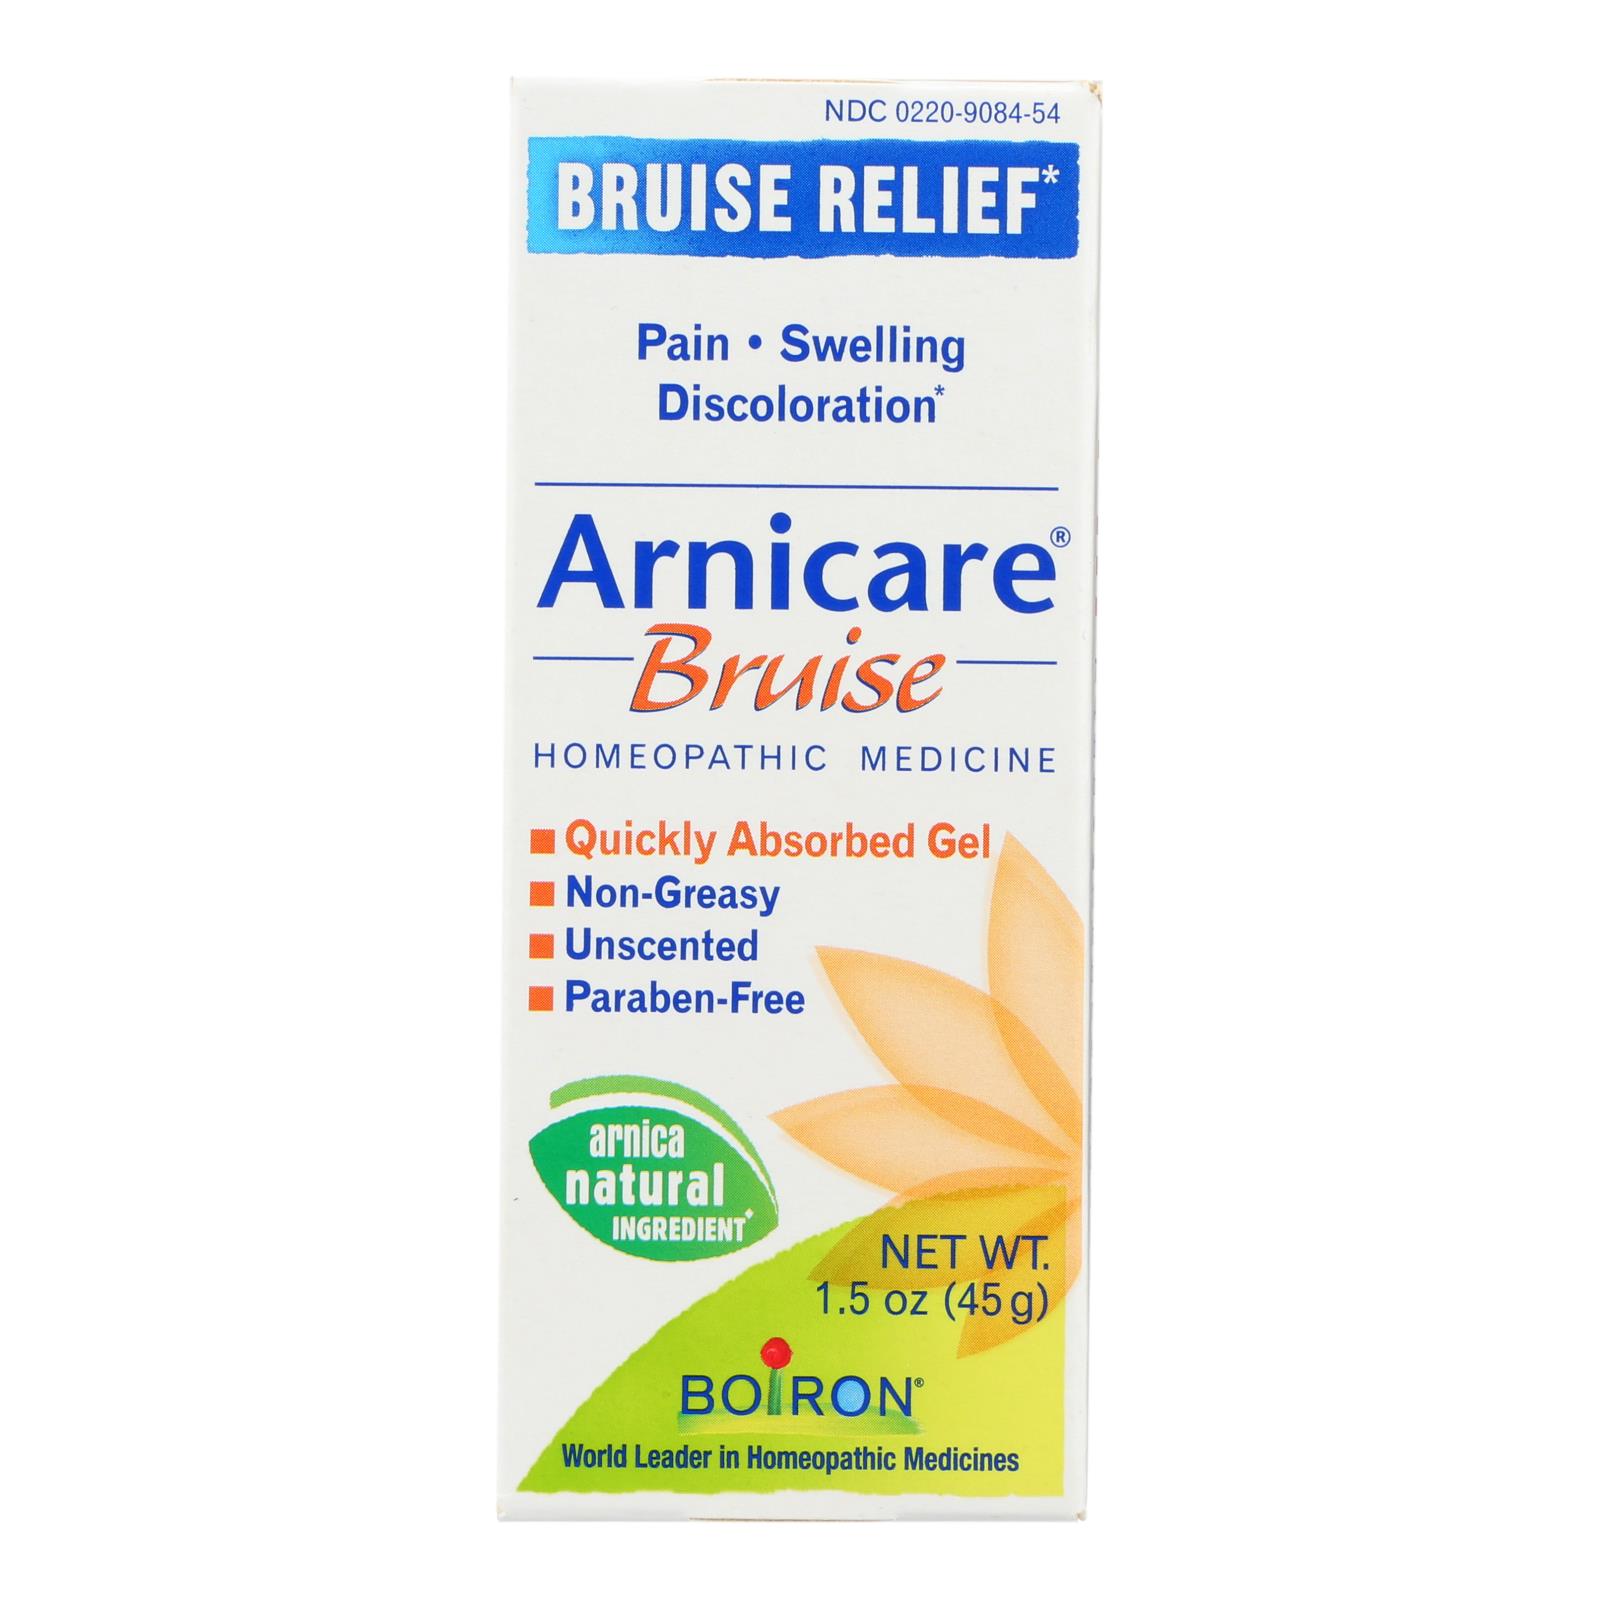 NDC 0220-9084-54
BRUISE RELIEF*
Pain • Swelling
Discoloration*
Arnicare®
Bruise
HOMEOPATHIC MEDICINE
Quickly Absorbed Gel
Non-Greasy
Unscented
Paraben-Free
arnica
natural
INGREDIENT⁺
NET WT.
1.5 oz (45 g)
BOIRON®
World Leader in Homeopathic Medicines